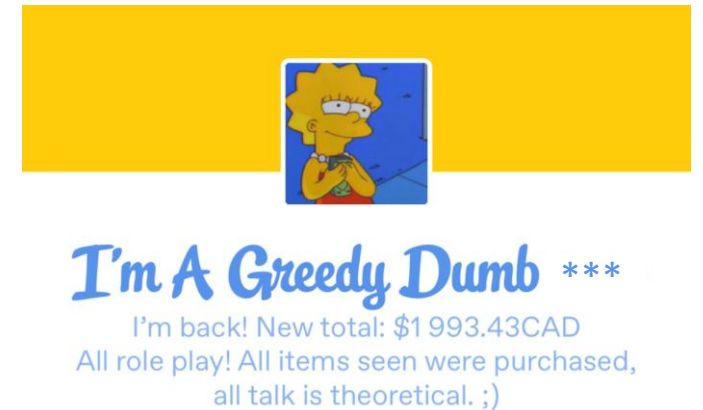 I'm A Greedy Dumb ***
I'm back! New total: $1 993.43CAD
All role play! All items seen were purchased,
all talk is theoretical. ;)